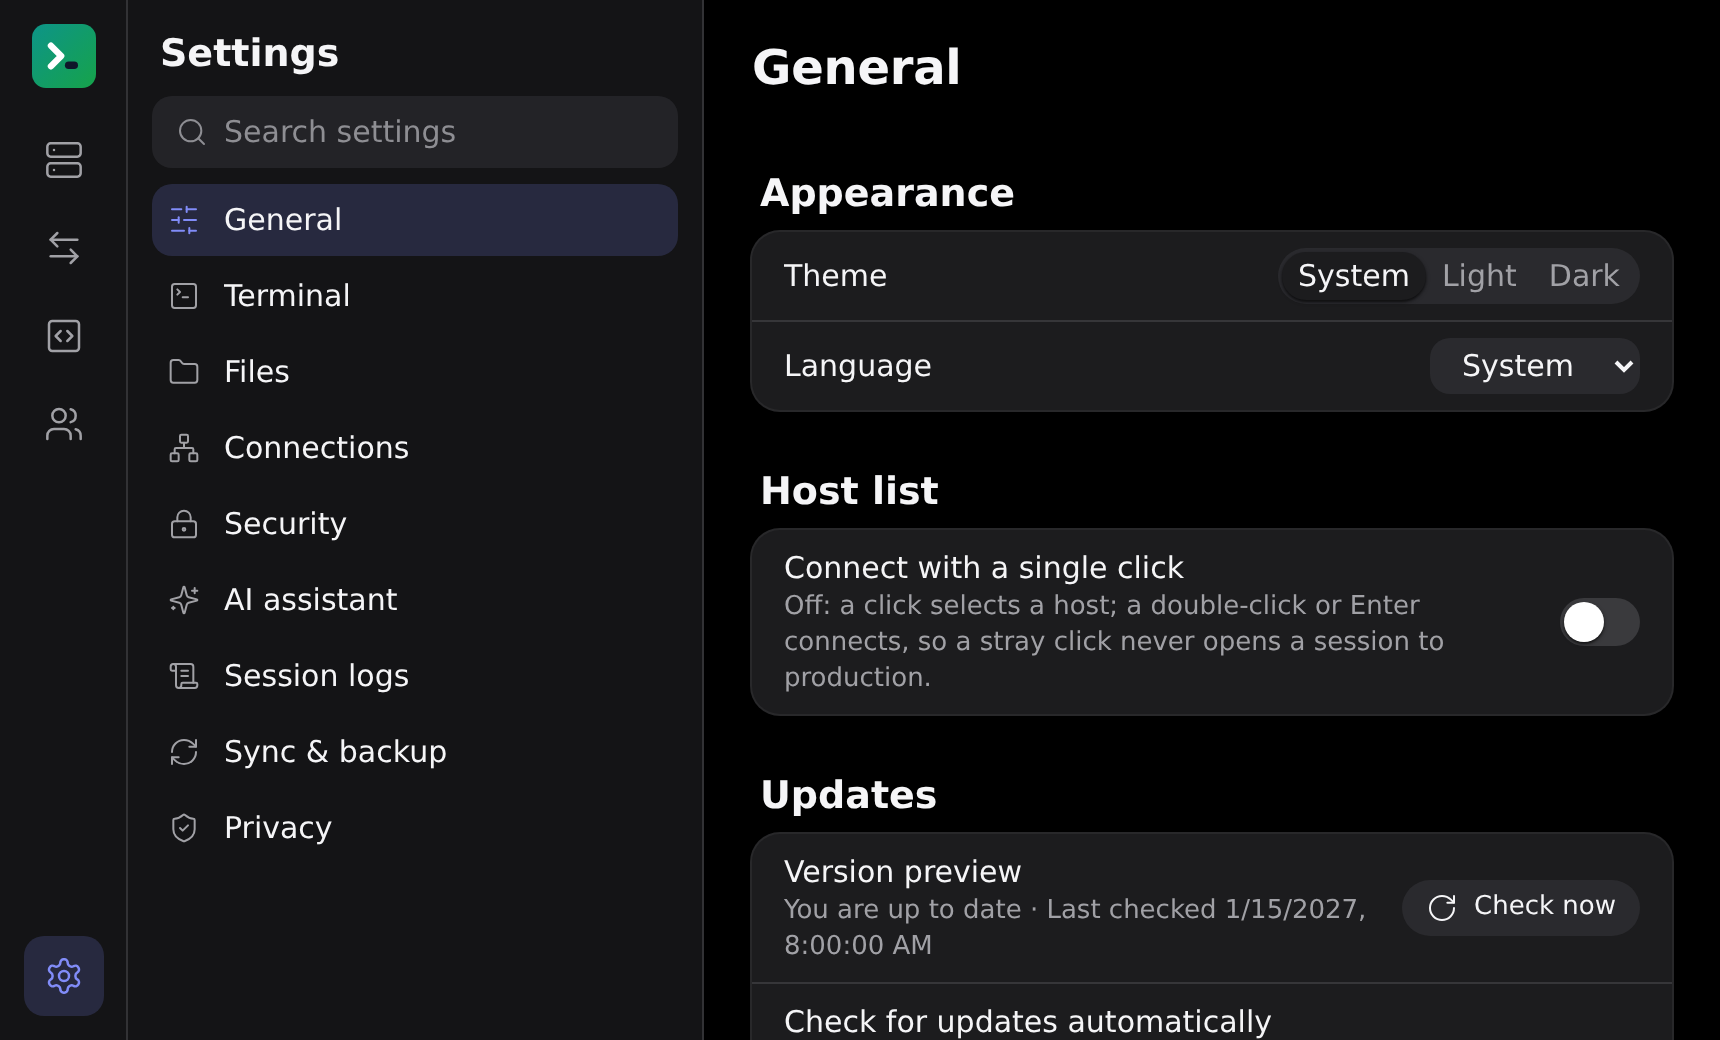 Settings
Search settings
General
Terminal
Files
Connections
Security
AI assistant
Session logs
Sync & backup
Privacy
General
Appearance
Theme
System Light Dark
Language
System
Host list
Connect with a single click
Off: a click selects a host; a double-click or Enter
connects, so a stray click never opens a session to
production.
Updates
Version preview
You are up to date · Last checked 1/15/2027,
8:00:00 AM
Check now
Check for updates automatically